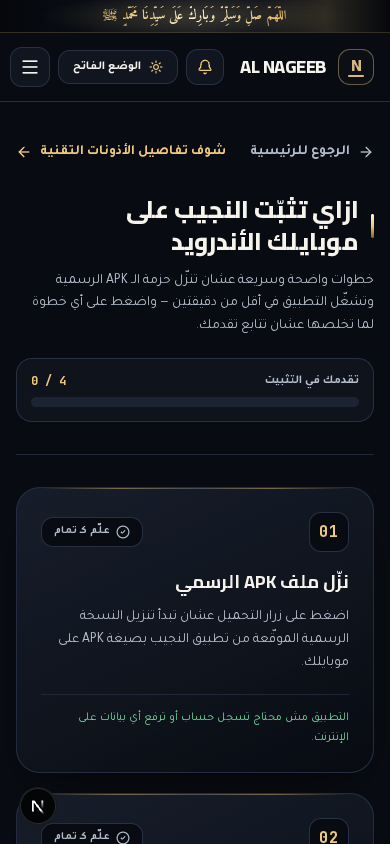 اللَّهُمَّ صَلِّ وَسَلِّمْ وَبَارِكْ عَلَى سَيِّدِنَا مُحَمَّدٍ ﷺ
N
AL NAGEEB
الوضع الفاتح
الرجوع للرئيسية
شوف تفاصيل الأذونات التقنية
ازاي تثبّت النجيب على
موبايلك الأندرويد
خطوات واضحة وسريعة عشان تنزّل حزمة الـ APK الرسمية
وتشغّل التطبيق في أقل من دقيقتين — واضغط على أي خطوة
لما تخلصها عشان تتابع تقدمك.
تقدمك في التثبيت
0 / 4
01
علّم كـ تمام
نزّل ملف APK الرسمي
اضغط على زرار التحميل عشان تبدأ تنزيل النسخة
الرسمية الموقّعة من تطبيق النجيب بصيغة APK على
موبايلك.
التطبيق مش محتاج تسجل حساب أو ترفع أي بيانات على
الإنترنت.
02
علّم كـ تمام
N